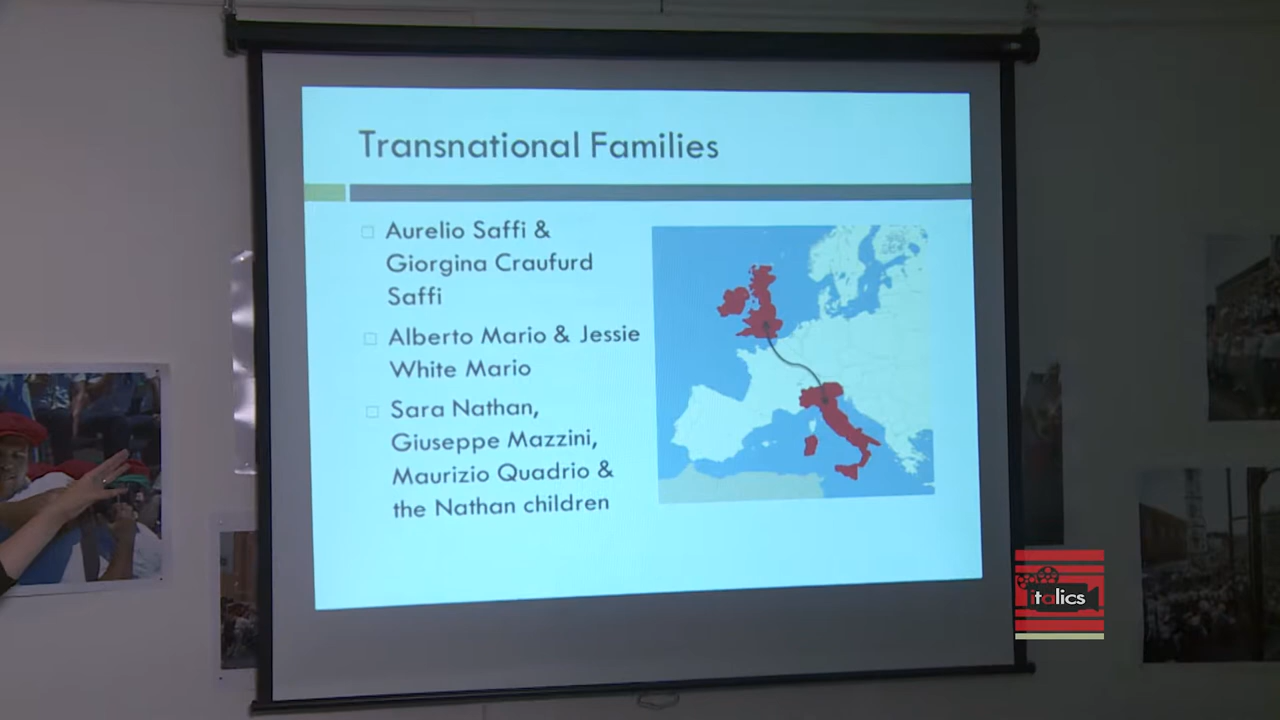 Transnational Families
Aurelio Saffi &
Giorgina Craufurd
Saffi
Alberto Mario & Jessie
White Mario
Sara Nathan,
Giuseppe Mazzini,
Maurizio Quadrio &
the Nathan children
italics